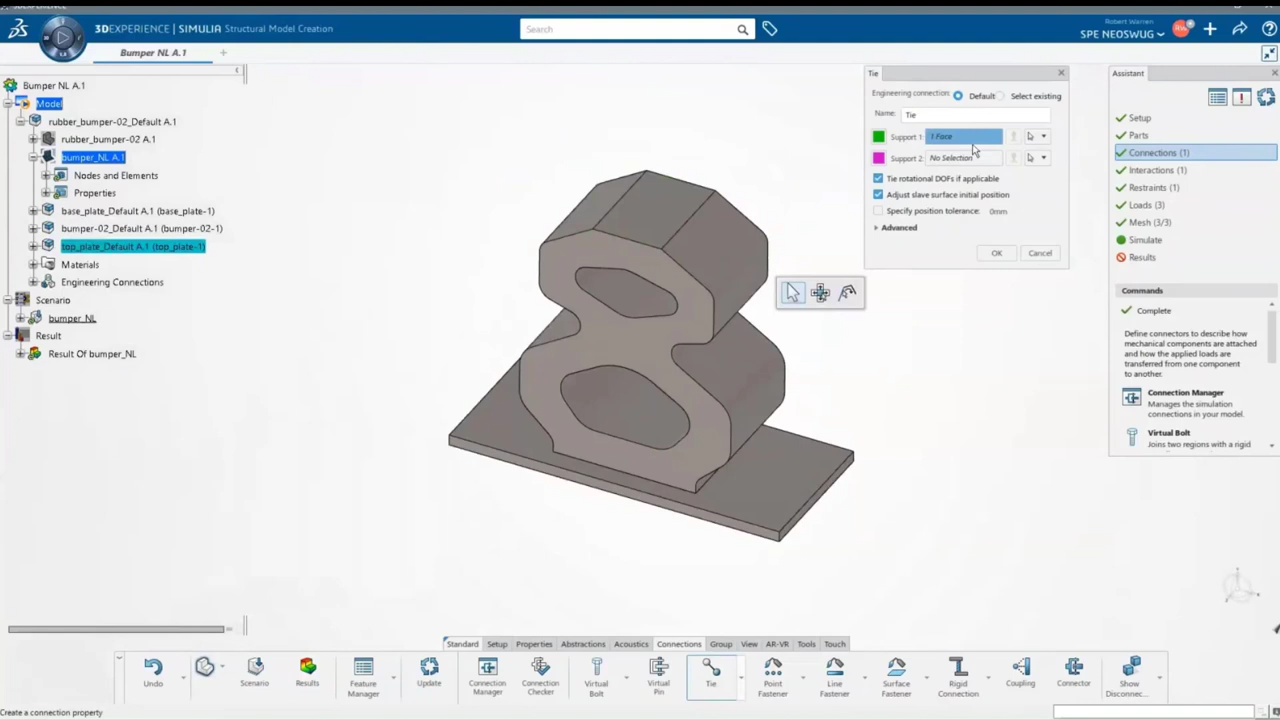 3DEXPERIENCE
3DEXPERIENCE | SIMULIA Structural Model Creation
Search
Robert Warren
SPE NEOSWUG
RW
Bumper NL A.1
Bumper NL A.1
Model
rubber_bumper-02_Default A.1
rubber_bumper-02 A.1
bumper_NL A.1
Nodes and Elements
Properties
base_plate_Default A.1 (base_plate-1)
bumper-02_Default A.1 (bumper-02-1)
top_plate_Default A.1 (top_plate-1)
Materials
Engineering Connections
Scenario
bumper_NL
Result
Result Of bumper_NL
Tie
Engineering connection: Default Select existing
Name: Tie
Support 1: 1 Face
Support 2: No Selection
Tie rotational DOFs if applicable
Adjust slave surface initial position
Specify position tolerance: 0mm
Advanced
OK Cancel
Assistant
Setup
Parts
Connections (1)
Interactions (1)
Restraints (1)
Loads (3)
Mesh (3/3)
Simulate
Results
Commands
Complete
Define connectors to describe how
mechanical components are
attached and how the applied loads are
transferred from one component
to another.
Connection Manager
Manages the simulation
connections in your model.
Virtual Bolt
Joins two regions with a rigid
Standard Setup Properties Abstractions Acoustics Connections Group View AR-VR Tools Touch
Undo Scenario Results Feature Manager Update Connection Manager Connection Checker Virtual Bolt Virtual Pin Tie Point Fastener Line Fastener Surface Fastener Rigid Connection Coupling Connector Show Disconnec...
Create a connection property